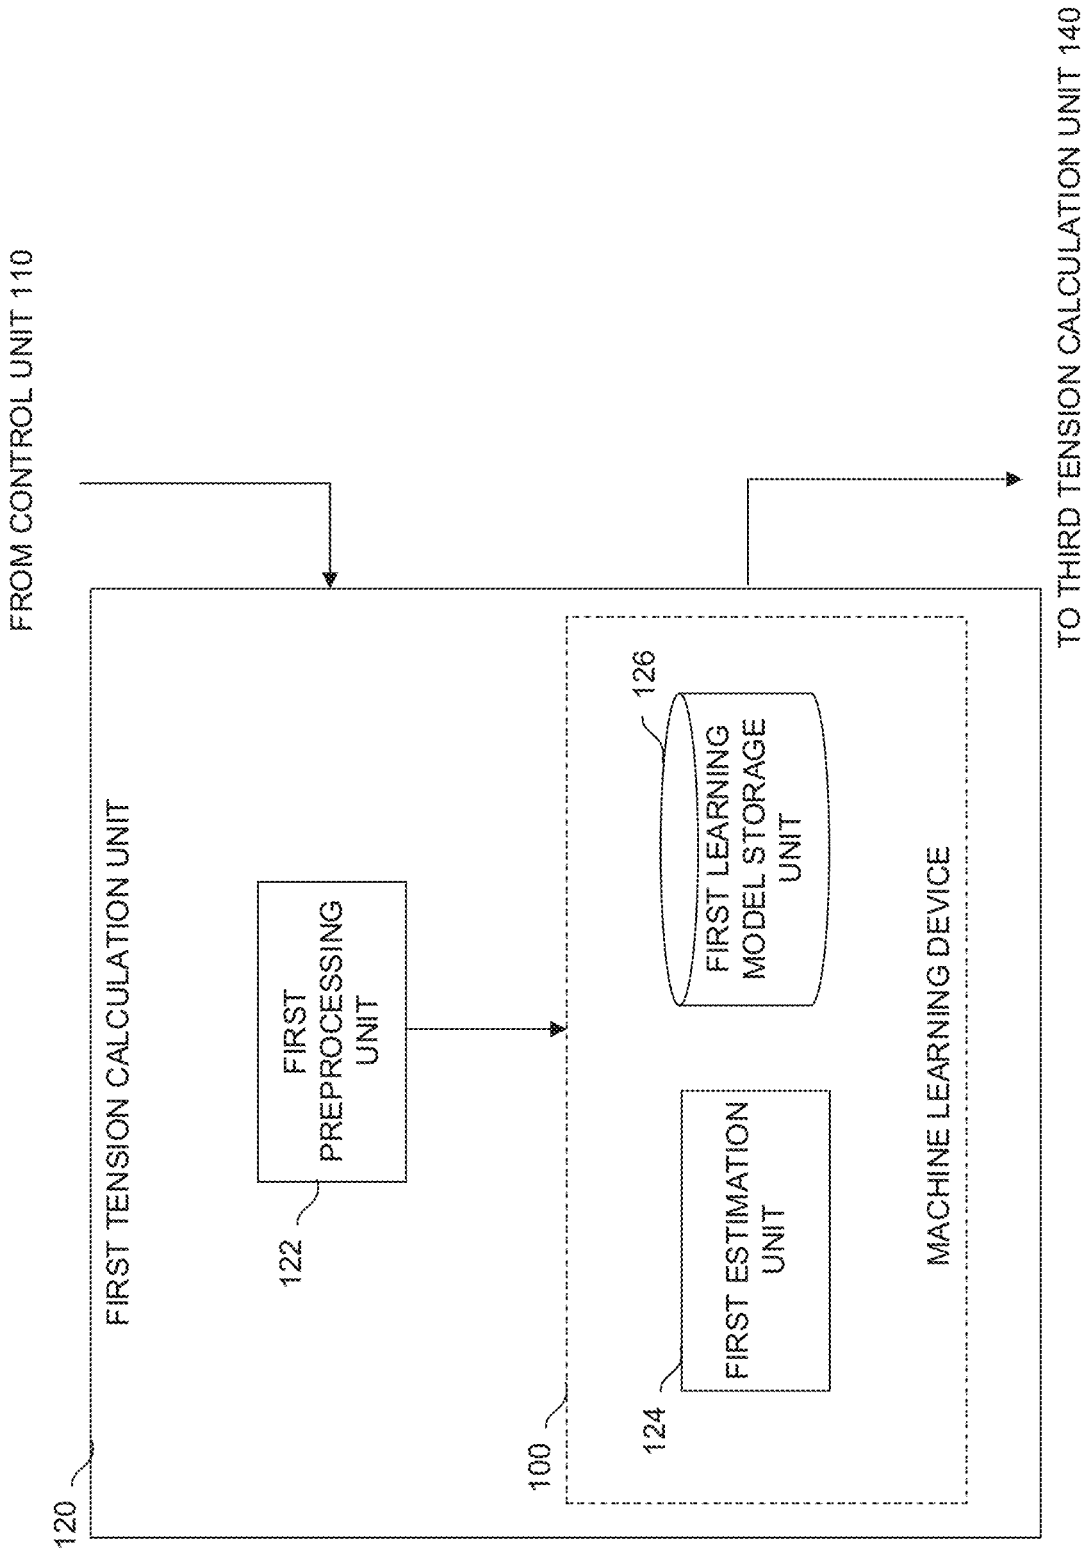 FROM CONTROL UNIT 110
120
FIRST TENSION CALCULATION UNIT
122
FIRST
PREPROCESSING
UNIT
100
124
FIRST ESTIMATION
UNIT
126
FIRST LEARNING
MODEL STORAGE
UNIT
MACHINE LEARNING DEVICE
TO THIRD TENSION CALCULATION UNIT 140